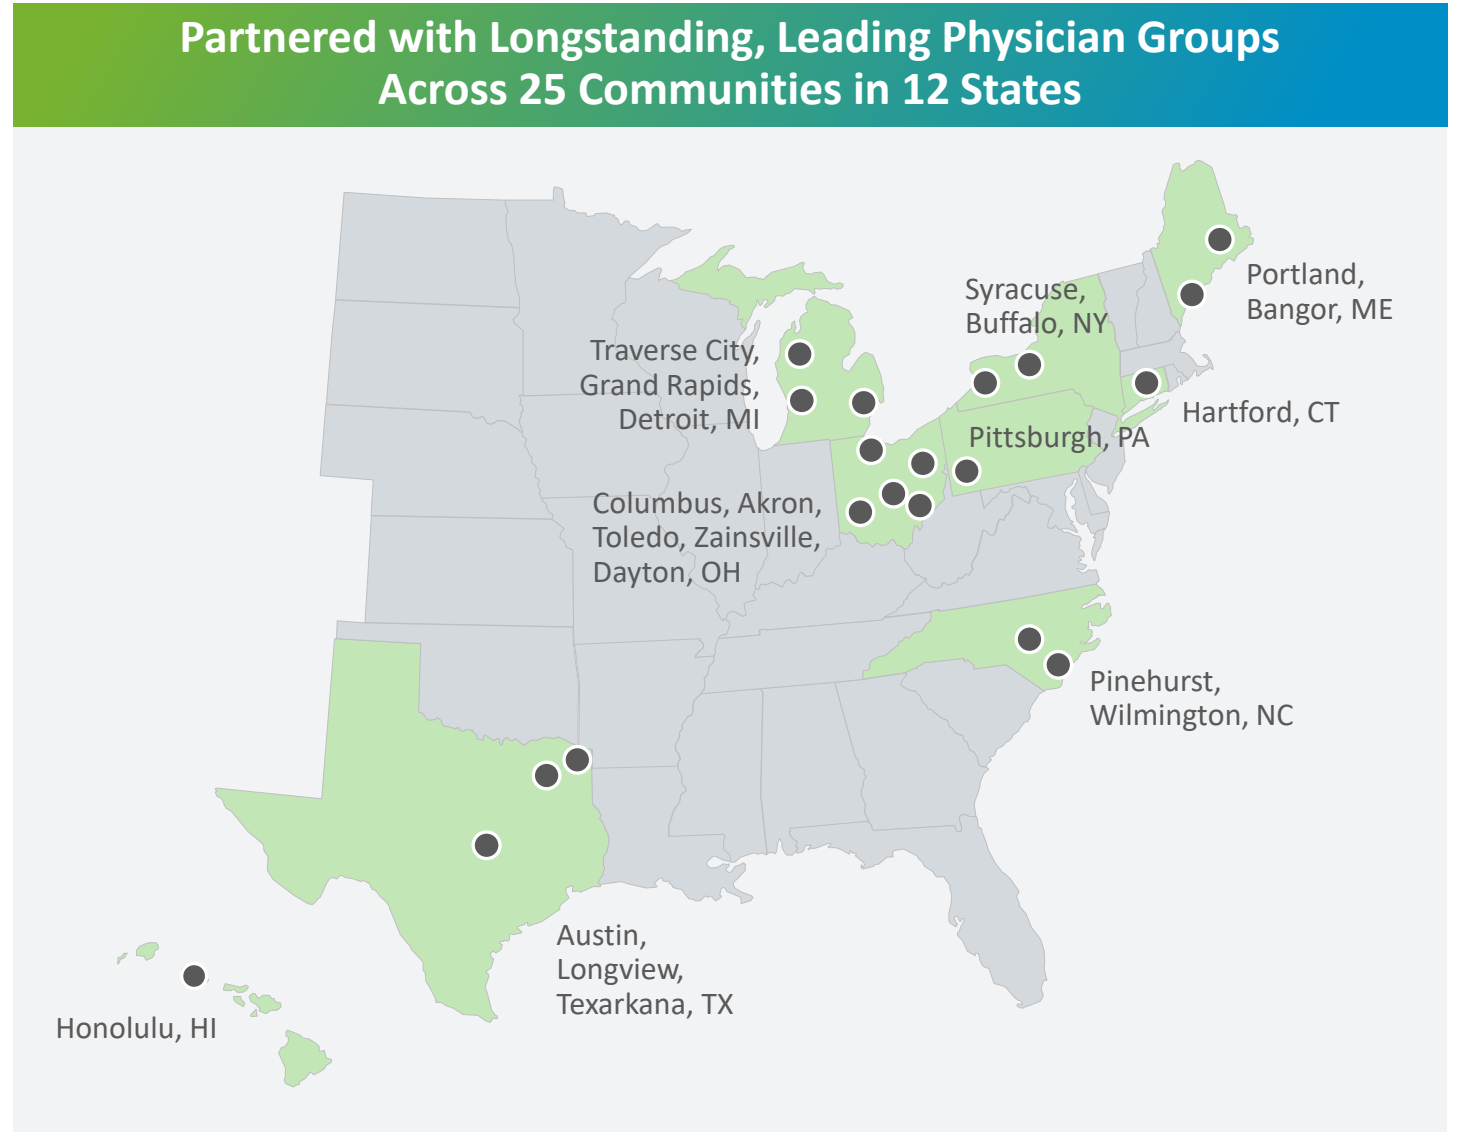 Partnered with Longstanding, Leading Physician Groups
Across 25 Communities in 12 States
Portland,
Bangor, ME
Syracuse,
Buffalo, NY
Traverse City,
Grand Rapids,
Detroit, MI
Hartford, CT
Pittsburgh, PA
Columbus, Akron,
Toledo, Zainsville,
Dayton, OH
Pinehurst,
Wilmington, NC
Austin,
Longview,
Texarkana, TX
Honolulu, HI